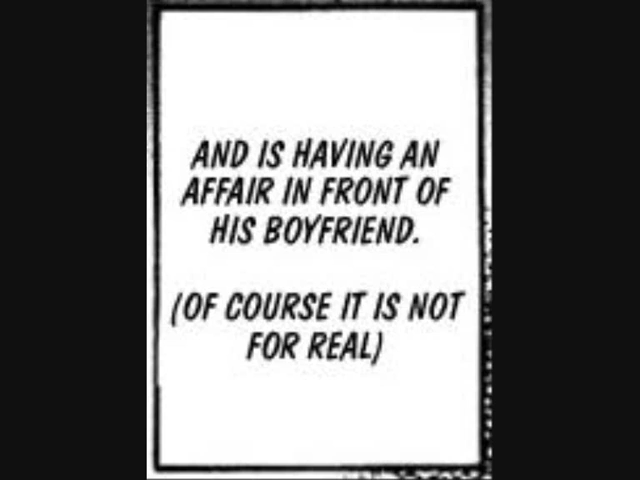 AND IS HAVING AN
AFFAIR IN FRONT OF
HIS BOYFRIEND.
(OF COURSE IT IS NOT
FOR REAL)